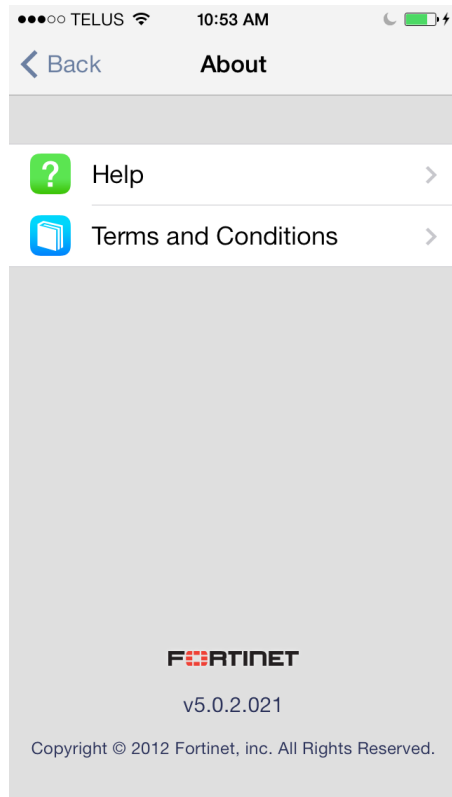 TELUS 10:53 AM
Back About
?
Help
Terms and Conditions
FORTINET
v5.0.2.021
Copyright © 2012 Fortinet, inc. All Rights Reserved.